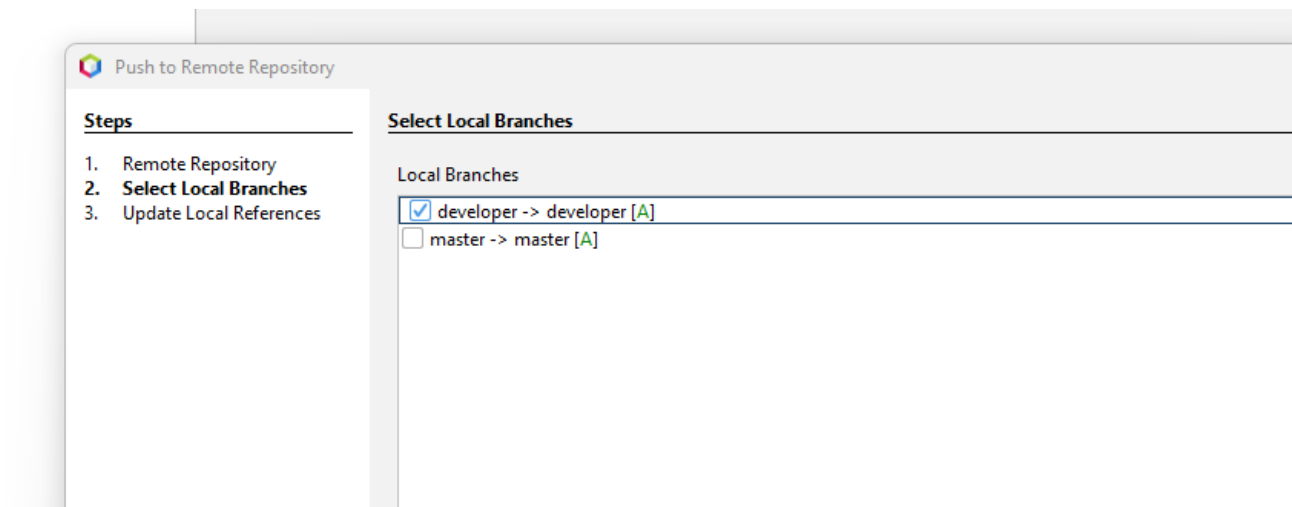 Push to Remote Repository
Steps
1. Remote Repository
2. Select Local Branches
3. Update Local References
Select Local Branches
Local Branches
developer -> developer [A]
master -> master [A]